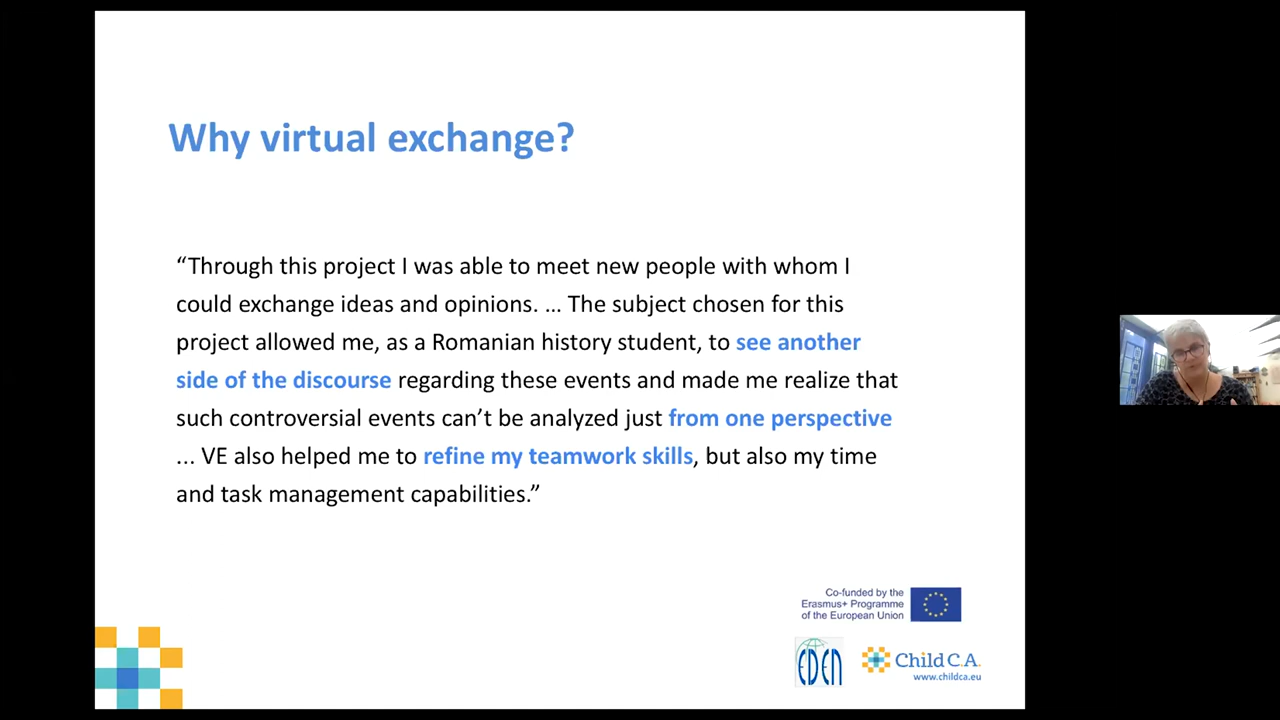 Why virtual exchange?
“Through this project I was able to meet new people with whom I
could exchange ideas and opinions. ... The subject chosen for this
project allowed me, as a Romanian history student, to see another
side of the discourse regarding these events and made me realize that
such controversial events can’t be analyzed just from one perspective
... VE also helped me to refine my teamwork skills, but also my time
and task management capabilities.”
Co-funded by the
Erasmus+ Programme
of the European Union
EDEN
Child C.A.
www.childca.eu